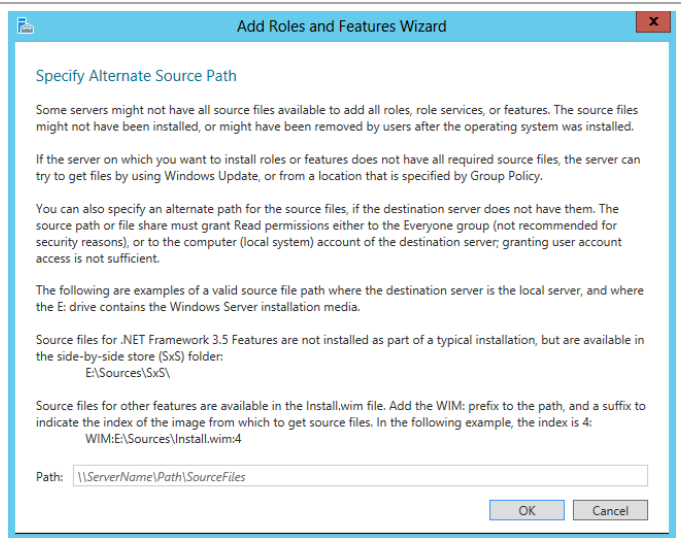 Add Roles and Features Wizard
x
Specify Alternate Source Path
Some servers might not have all source files available to add all roles, role services, or features. The source files
might not have been installed, or might have been removed by users after the operating system was installed.
If the server on which you want to install roles or features does not have all required source files, the server can
try to get files by using Windows Update, or from a location that is specified by Group Policy.
You can also specify an alternate path for the source files, if the destination server does not have them. The
source path or file share must grant Read permissions either to the Everyone group (not recommended for
security reasons), or to the computer (local system) account of the destination server; granting user account
access is not sufficient.
The following are examples of a valid source file path where the destination server is the local server, and where
the E: drive contains the Windows Server installation media.
Source files for .NET Framework 3.5 Features are not installed as part of a typical installation, but are available in
the side-by-side store (SxS) folder:
E:\Sources\SxS\
Source files for other features are available in the Install.wim file. Add the WIM: prefix to the path, and a suffix to
indicate the index of the image from which to get source files. In the following example, the index is 4:
WIM:E:\Sources\Install.wim:4
Path: \\ServerName\Path\SourceFiles
OK Cancel